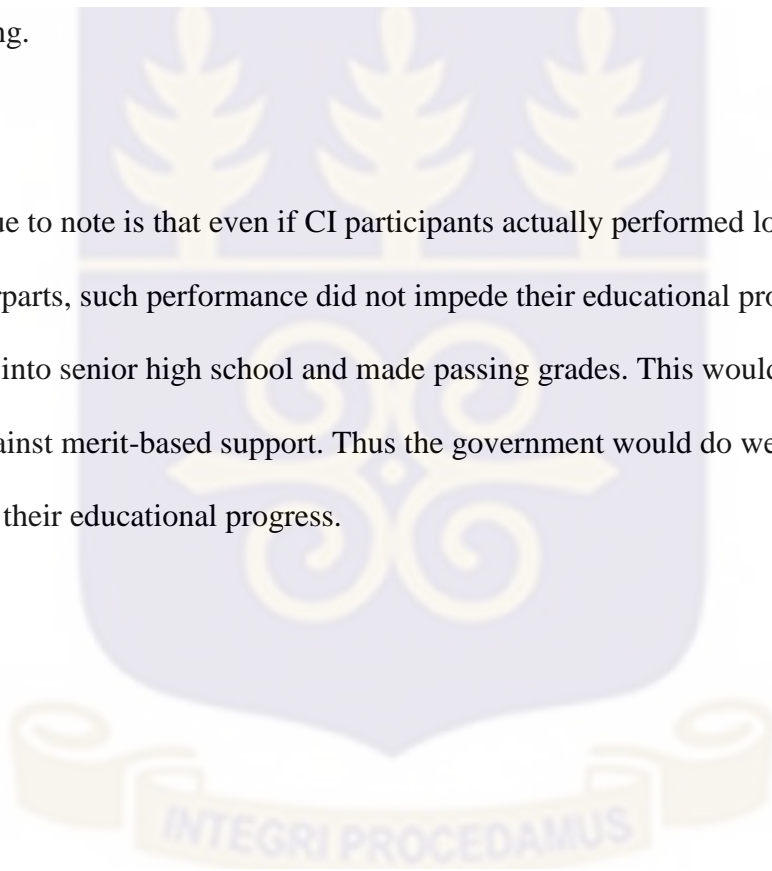 ng.
ue to note is that even if CI participants actually performed lo
rparts, such performance did not impede their educational pro
into senior high school and made passing grades. This would
ainst merit-based support. Thus the government would do we
their educational progress.
INTEGRI PROCEDAMUS